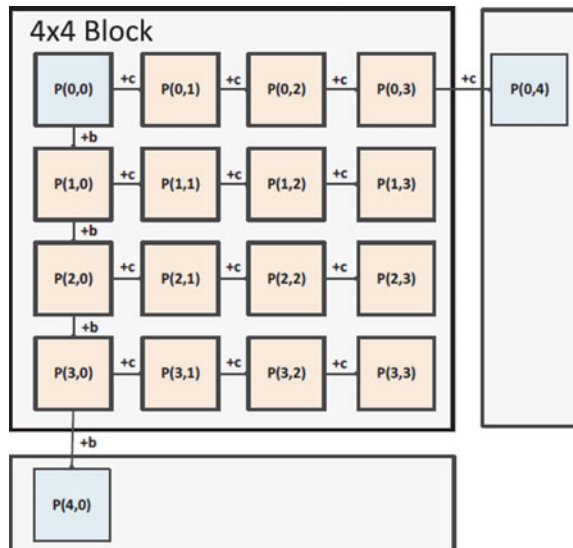 4x4 Block
P(0,0) +c P(0,1) +c P(0,2) +c P(0,3) +c P(0,4)
+b
P(1,0) +c P(1,1) +c P(1,2) +c P(1,3)
+b
P(2,0) +c P(2,1) +c P(2,2) +c P(2,3)
+b
P(3,0) +c P(3,1) +c P(3,2) +c P(3,3)
+b
P(4,0)